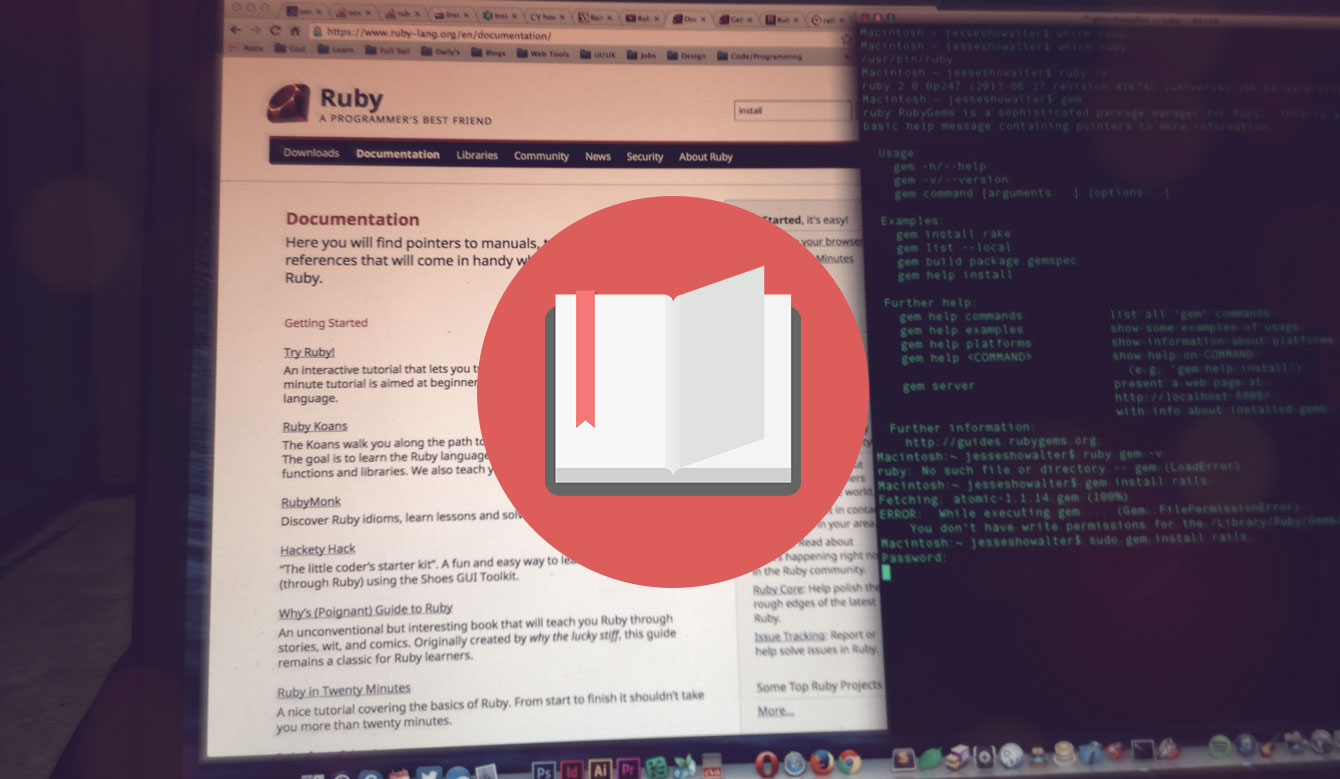 https://www.ruby-lang.org/en/documentation/
Apps God Learn Full Sail Daily's Blogs Web Tools UI/UX Jobs Design Code/Programming
Ruby
A PROGRAMMER'S BEST FRIEND
install
Downloads Documentation Libraries Community News Security About Ruby
Documentation
Here you will find pointers to manuals,
references that will come in handy
Ruby.
Getting Started
Try Ruby!
An interactive tutorial that lets you
minute tutorial is aimed at beginner
language.
Ruby Koans
The Koans walk you along the path to
The goal is to learn the Ruby language
functions and libraries. We also teach
RubyMonk
Discover Ruby idioms, learn lessons and
Hackety Hack
"The little coder's starter kit". A fun and easy way to
(through Ruby) using the Shoes GUI Toolkit.
Why's (Poignant) Guide to Ruby
An unconventional but interesting book that will teach you Ruby through
stories, wit, and comics. Originally created by why the lucky stiff, this guide
remains a classic for Ruby learners.
Ruby in Twenty Minutes
A nice tutorial covering the basics of Ruby. From start to finish it shouldn't take
you more than twenty minutes.
Started, it's easy!
your browser
Minutes
world.
in contact
in your area.
Read about
happening right
in the Ruby community.
Ruby Core: Help polish the
rough edges of the latest
Ruby.
Issue Tracking: Report or
help solve issues in Ruby.
Some Top Ruby Projects
More...
Macintosh:~ jesseshowalter$ which runy
Macintosh:~ jesseshowalter$ which ruby
/usr/bin/ruby
Macintosh:~ jesseshowalter$ ruby -v
ruby 2.0.0p247 (2013-06-27 revision 41674)
Macintosh:~ jesseshowalter$ gem
ruby RubyGems is a sophisticated package manager for Ruby. This is a
basic help message containing pointers to more information.
Usage:
gem -h/--help
gem -v/--version
gem command [arguments...] [options...]
Examples:
gem install rake
gem list --local
gem build package.gemspec
gem help install
Further help:
gem help commands list all 'gem' commands
gem help examples show some examples of usage
gem help platforms show information about platforms
gem help <COMMAND> show help on COMMAND
(e.g. 'gem help install')
gem server present a web page at
http://localhost:8808/
with info about installed gems
Further information:
http://guides.rubygems.org
Macintosh:~ jesseshowalter$ ruby gem -v
ruby: No such file or directory -- gem (LoadError)
Macintosh:~ jesseshowalter$ gem install rails
Fetching: atomic-1.1.14.gem (100%)
ERROR: While executing gem ... (Gem::FilePermissionError)
You don't have write permissions for the /Library/Ruby/Gems
Macintosh:~ jesseshowalter$ sudo gem install rails
Password:
Ps Id Ai Pr